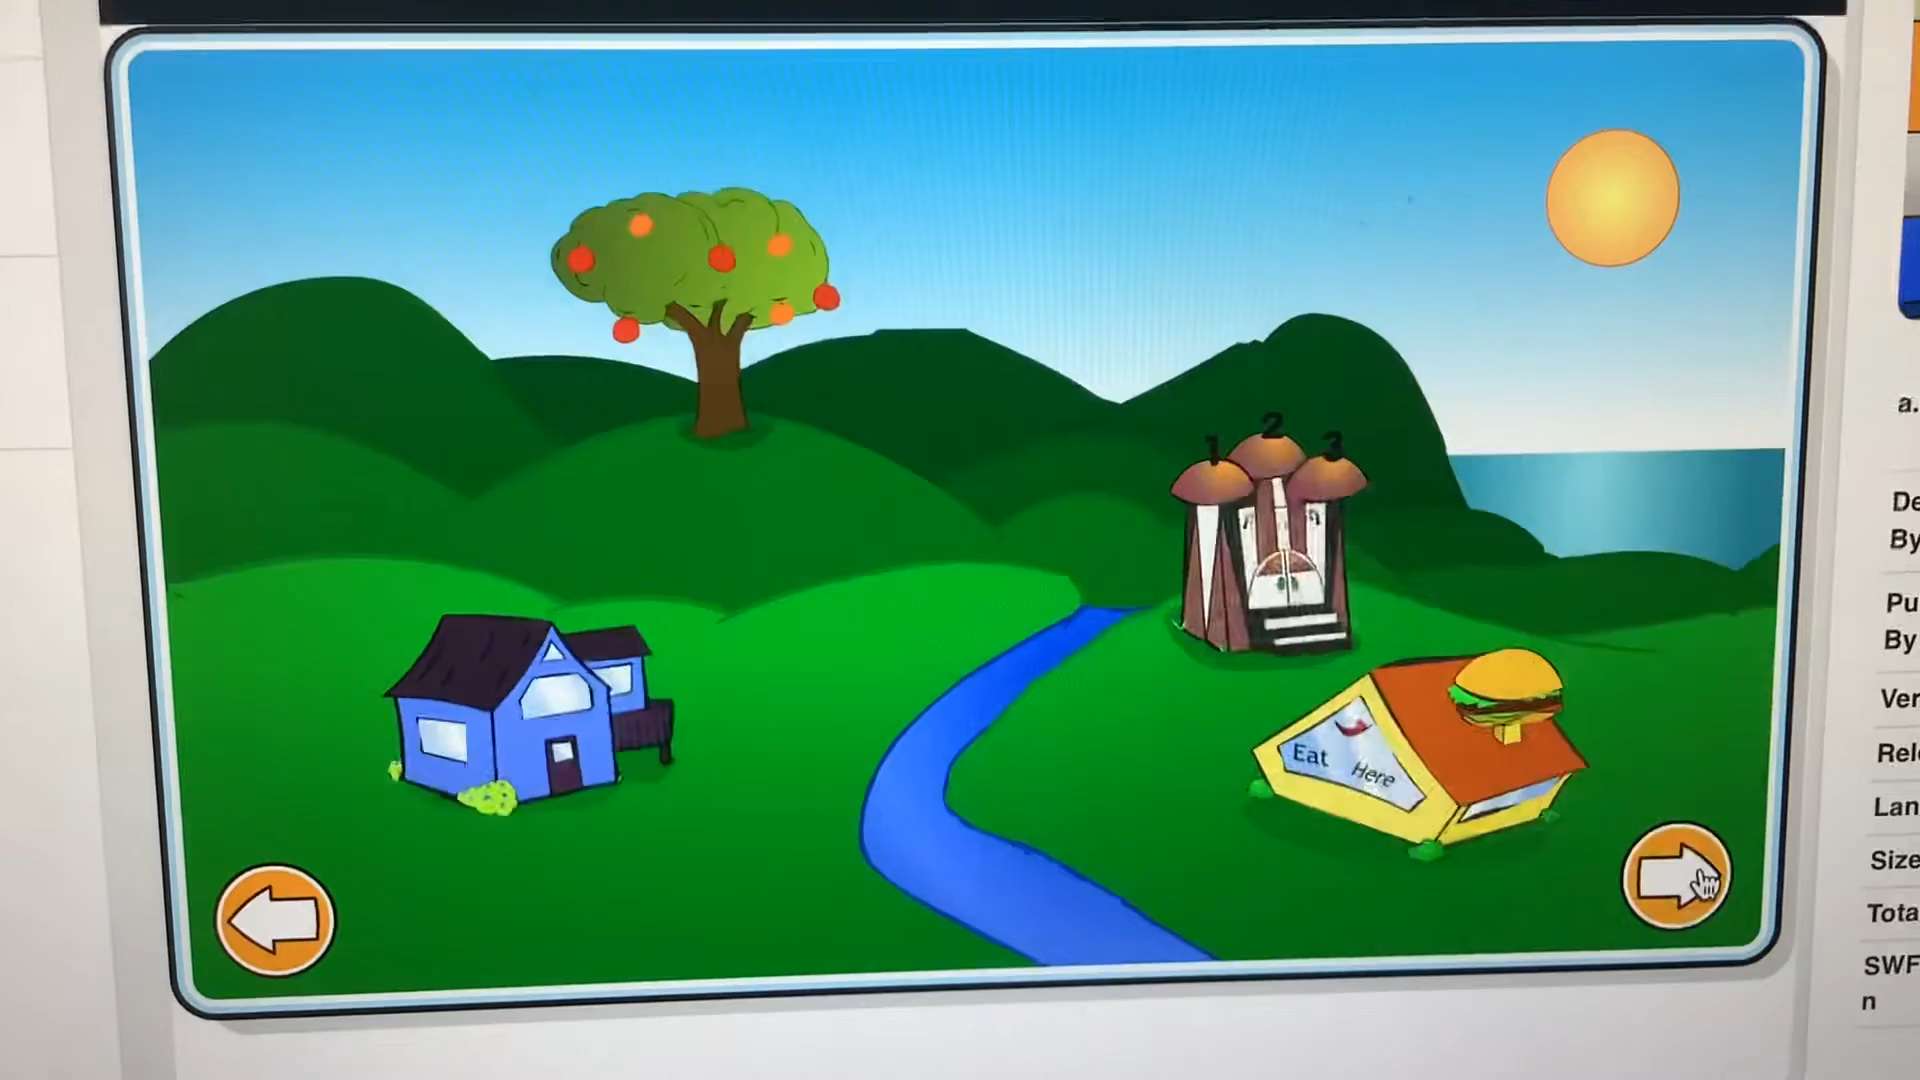 1 2 3
Eat Here
a.
De
By
Pu
By
Ver
Rel
Lan
Size
Tota
SWF
n